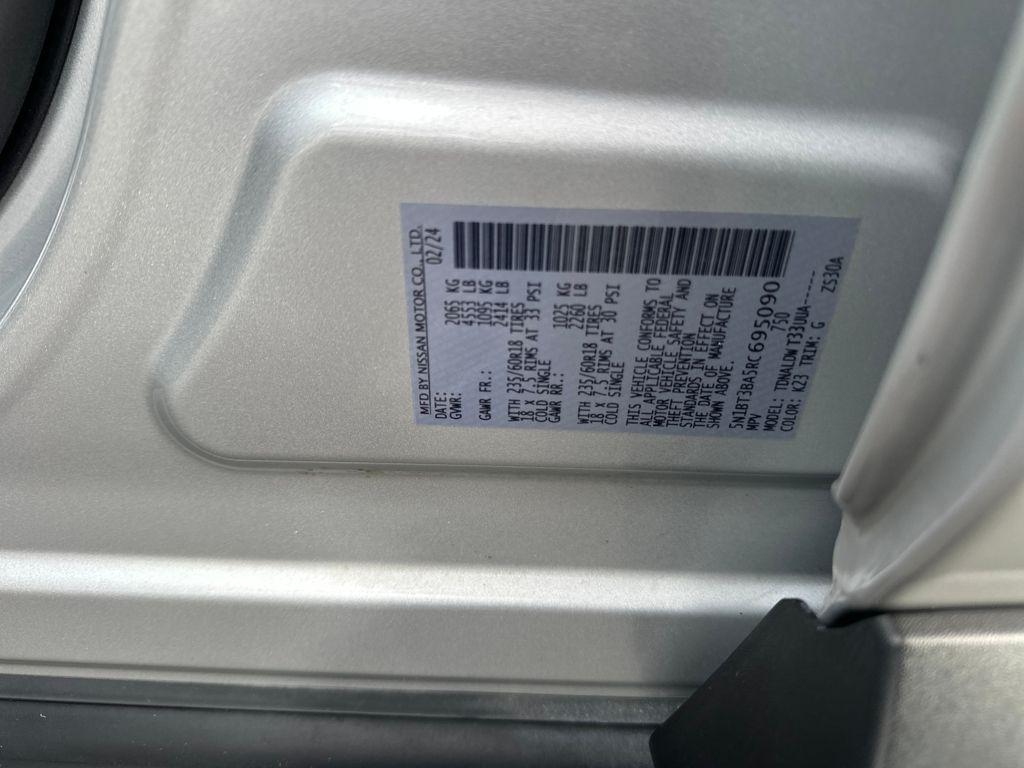 MFD BY NISSAN MOTOR CO., LTD.
DATE: 02/24
GVWR: 2065 KG
4553 LB
GAWR FR.: 1095 KG
2414 LB
WITH 235/60R18 TIRES
18 X 7.5 RIMS AT 33 PSI
COLD SINGLE
GAWR RR.: 1025 KG
2260 LB
WITH 235/60R18 TIRES
18 X 7.5 RIMS AT 30 PSI
COLD SINGLE
THIS VEHICLE CONFORMS TO
ALL APPLICABLE FEDERAL
MOTOR VEHICLE SAFETY AND
THEFT PREVENTION
STANDARDS IN EFFECT ON
THE DATE OF MANUFACTURE
SHOWN ABOVE.
5N1BT3BA5RC695090
MPV 750
MODEL: TDNALDWT33UUA------
COLOR: K23 TRIM: G ZS30A